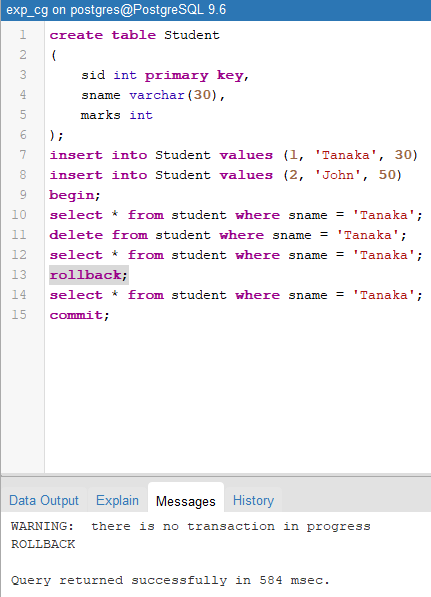 exp_cg on postgres@PostgreSQL 9.6
1 create table Student
2 (
3 sid int primary key,
4 sname varchar(30),
5 marks int
6 );
7 insert into Student values (1, 'Tanaka', 30)
8 insert into Student values (2, 'John', 50)
9 begin;
10 select * from student where sname = 'Tanaka';
11 delete from student where sname = 'Tanaka';
12 select * from student where sname = 'Tanaka';
13 rollback;
14 select * from student where sname = 'Tanaka';
15 commit;
Data Output Explain Messages History
WARNING:  there is no transaction in progress
ROLLBACK
Query returned successfully in 584 msec.